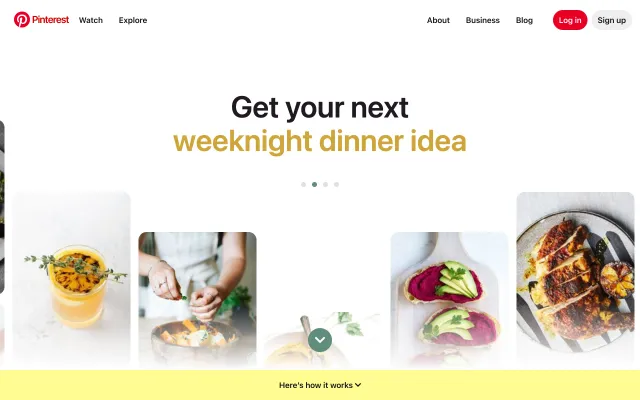 Pinterest
Watch
Explore
About
Business
Blog
Log in
Sign up
Get your next
weeknight dinner idea
Here's how it works